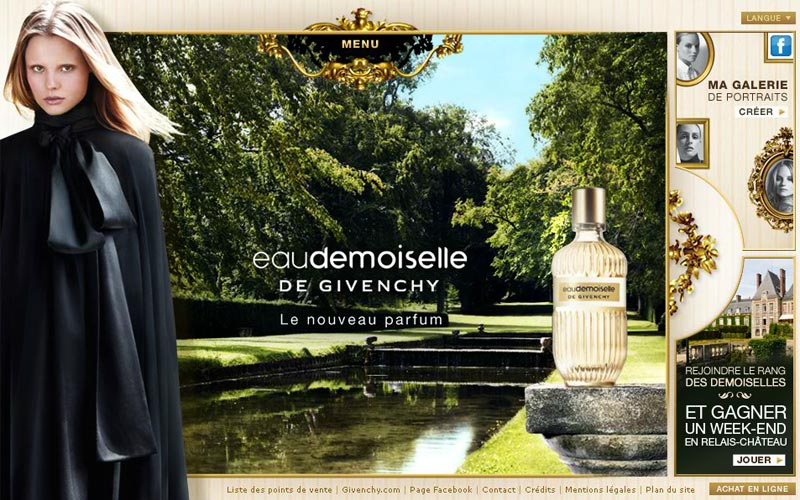 LANGUE
MENU
MA GALERIE
DE PORTRAITS
CRÉER
eaudemoiselle
DE GIVENCHY
Le nouveau parfum
eaudemoiselle
DE GIVENCHY
REJOINDRE LE RANG
DES DEMOISELLES
ET GAGNER
UN WEEK-END
EN RELAIS-CHÂTEAU
JOUER
Liste des points de vente | Givenchy.com | Page Facebook | Contact | Crédits | Mentions légales | Plan du site
ACHAT EN LIGNE